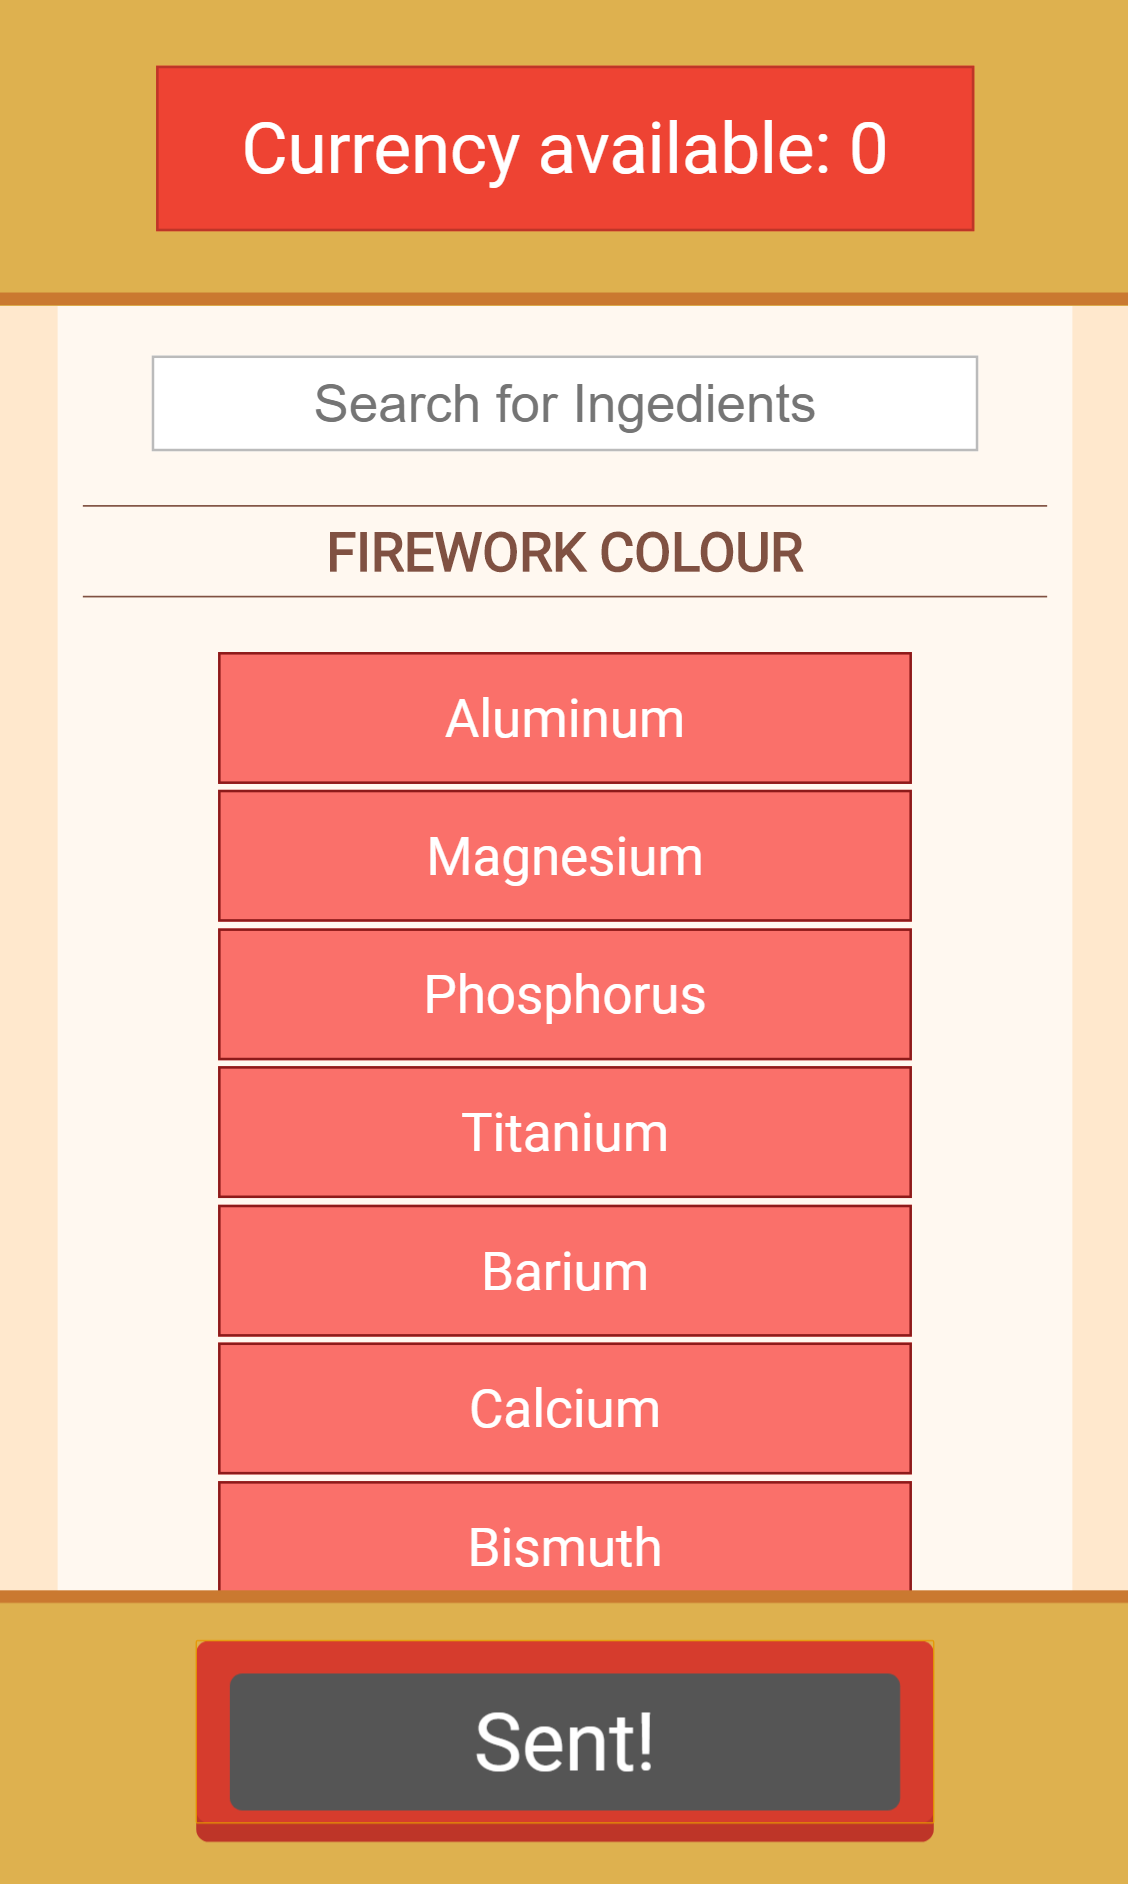 Currency available: 0
Search for Ingedients
FIREWORK COLOUR
Aluminum
Magnesium
Phosphorus
Titanium
Barium
Calcium
Bismuth
Sent!